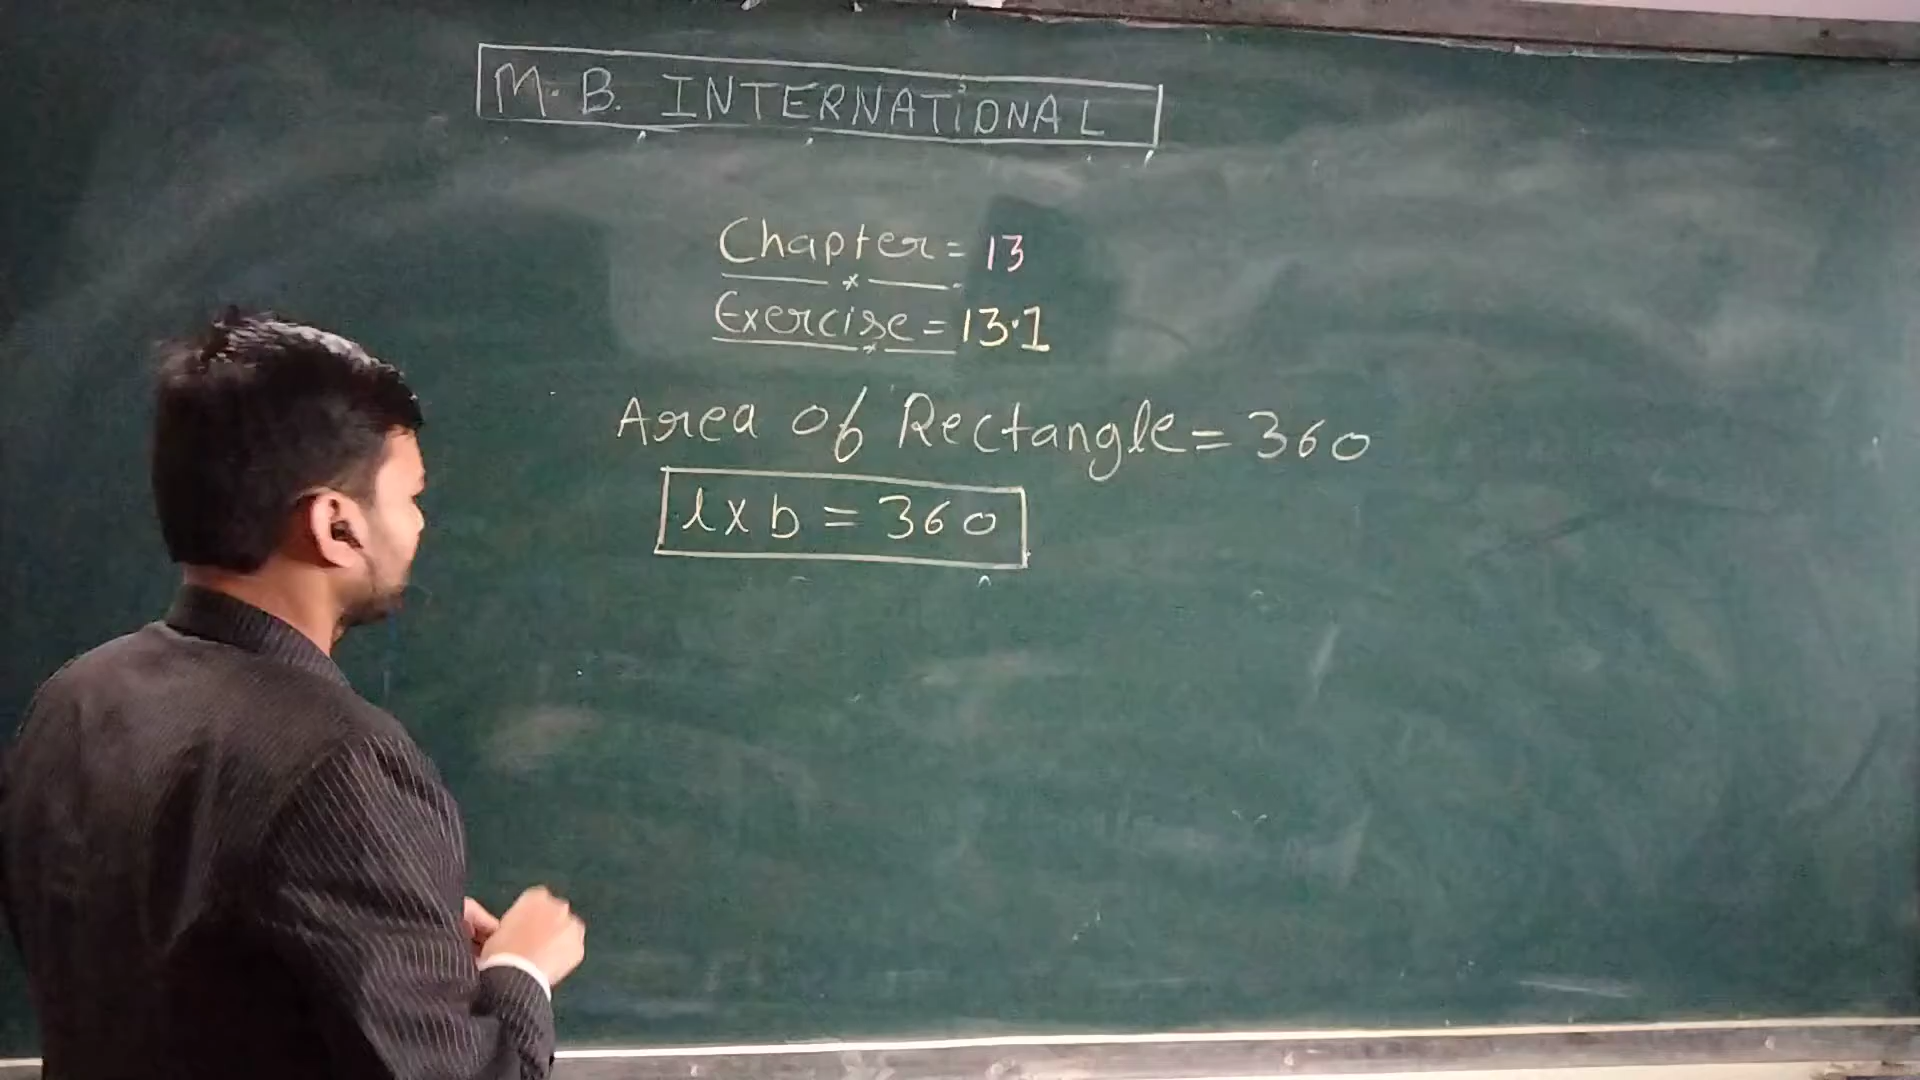 M. B. INTERNATIONAL
Chapter = 13
Exercise = 13.1
Area of Rectangle = 360
l x b = 360